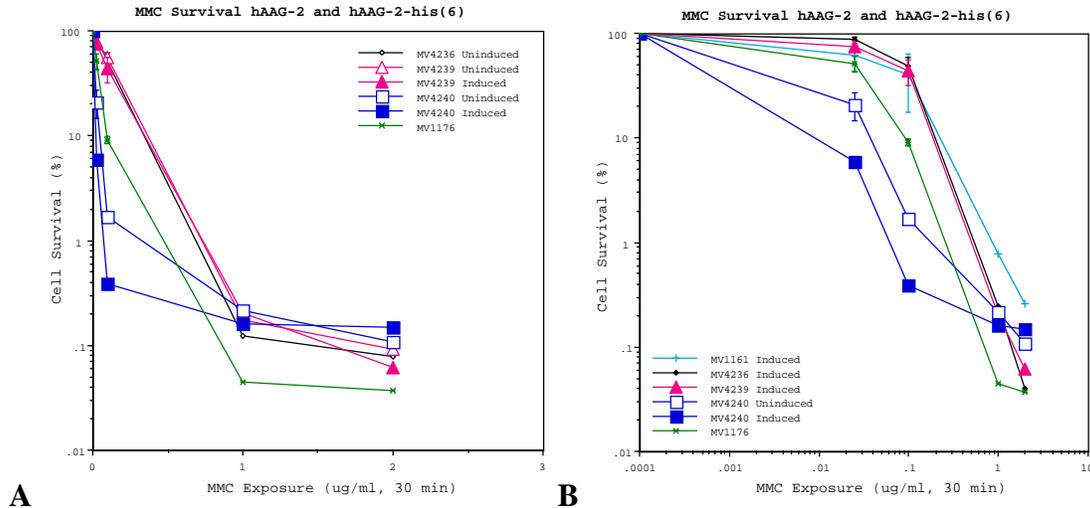 MMC Survival hAAG-2 and hAAG-2-his(6)
100
10
1
.1
.01
Cell Survival (%)
0
1
2
3
MMC Exposure (ug/ml, 30 min)
MV4236 Uninduced
MV4239 Uninduced
MV4239 Induced
MV4240 Uninduced
MV4240 Induced
MV1176
A
MMC Survival hAAG-2 and hAAG-2-his(6)
100
10
1
.1
.01
Cell Survival (%)
MV1161 Induced
MV4236 Induced
MV4239 Induced
MV4240 Uninduced
MV4240 Induced
MV1176
.0001
.001
.01
.1
1
10
MMC Exposure (ug/ml, 30 min)
B